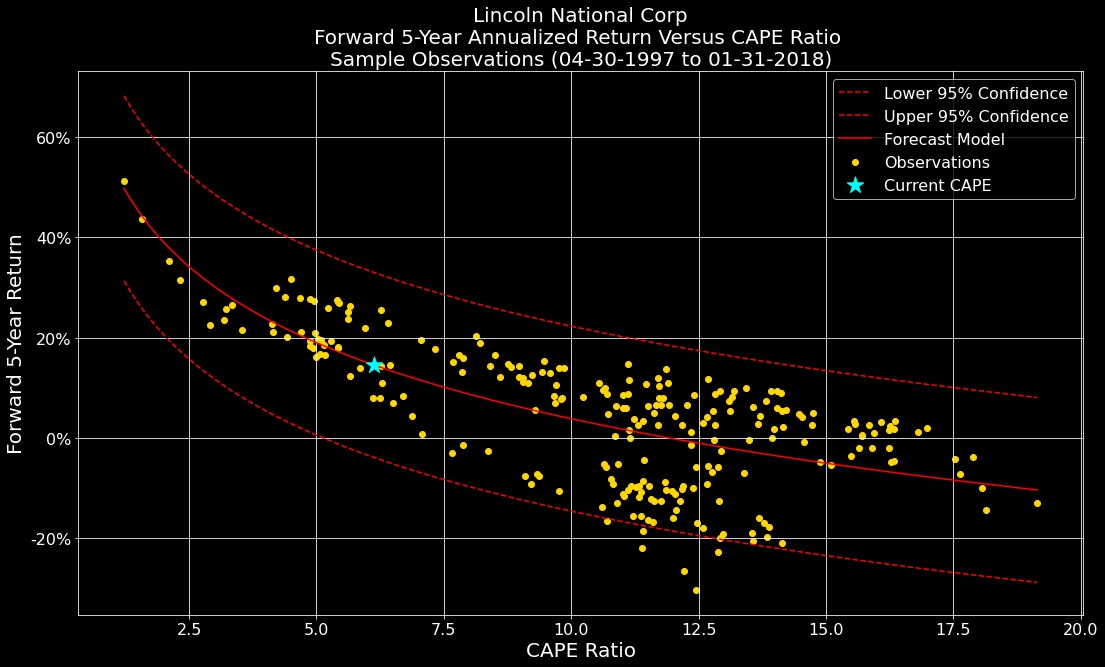 Lincoln National Corp
Forward 5-Year Annualized Return Versus CAPE Ratio
Sample Observations (04-30-1997 to 01-31-2018)
Lower 95% Confidence
Upper 95% Confidence
Forecast Model
Observations
Current CAPE
Forward 5-Year Return
60%
40%
20%
0%
-20%
2.5 5.0 7.5 10.0 12.5 15.0 17.5 20.0
CAPE Ratio